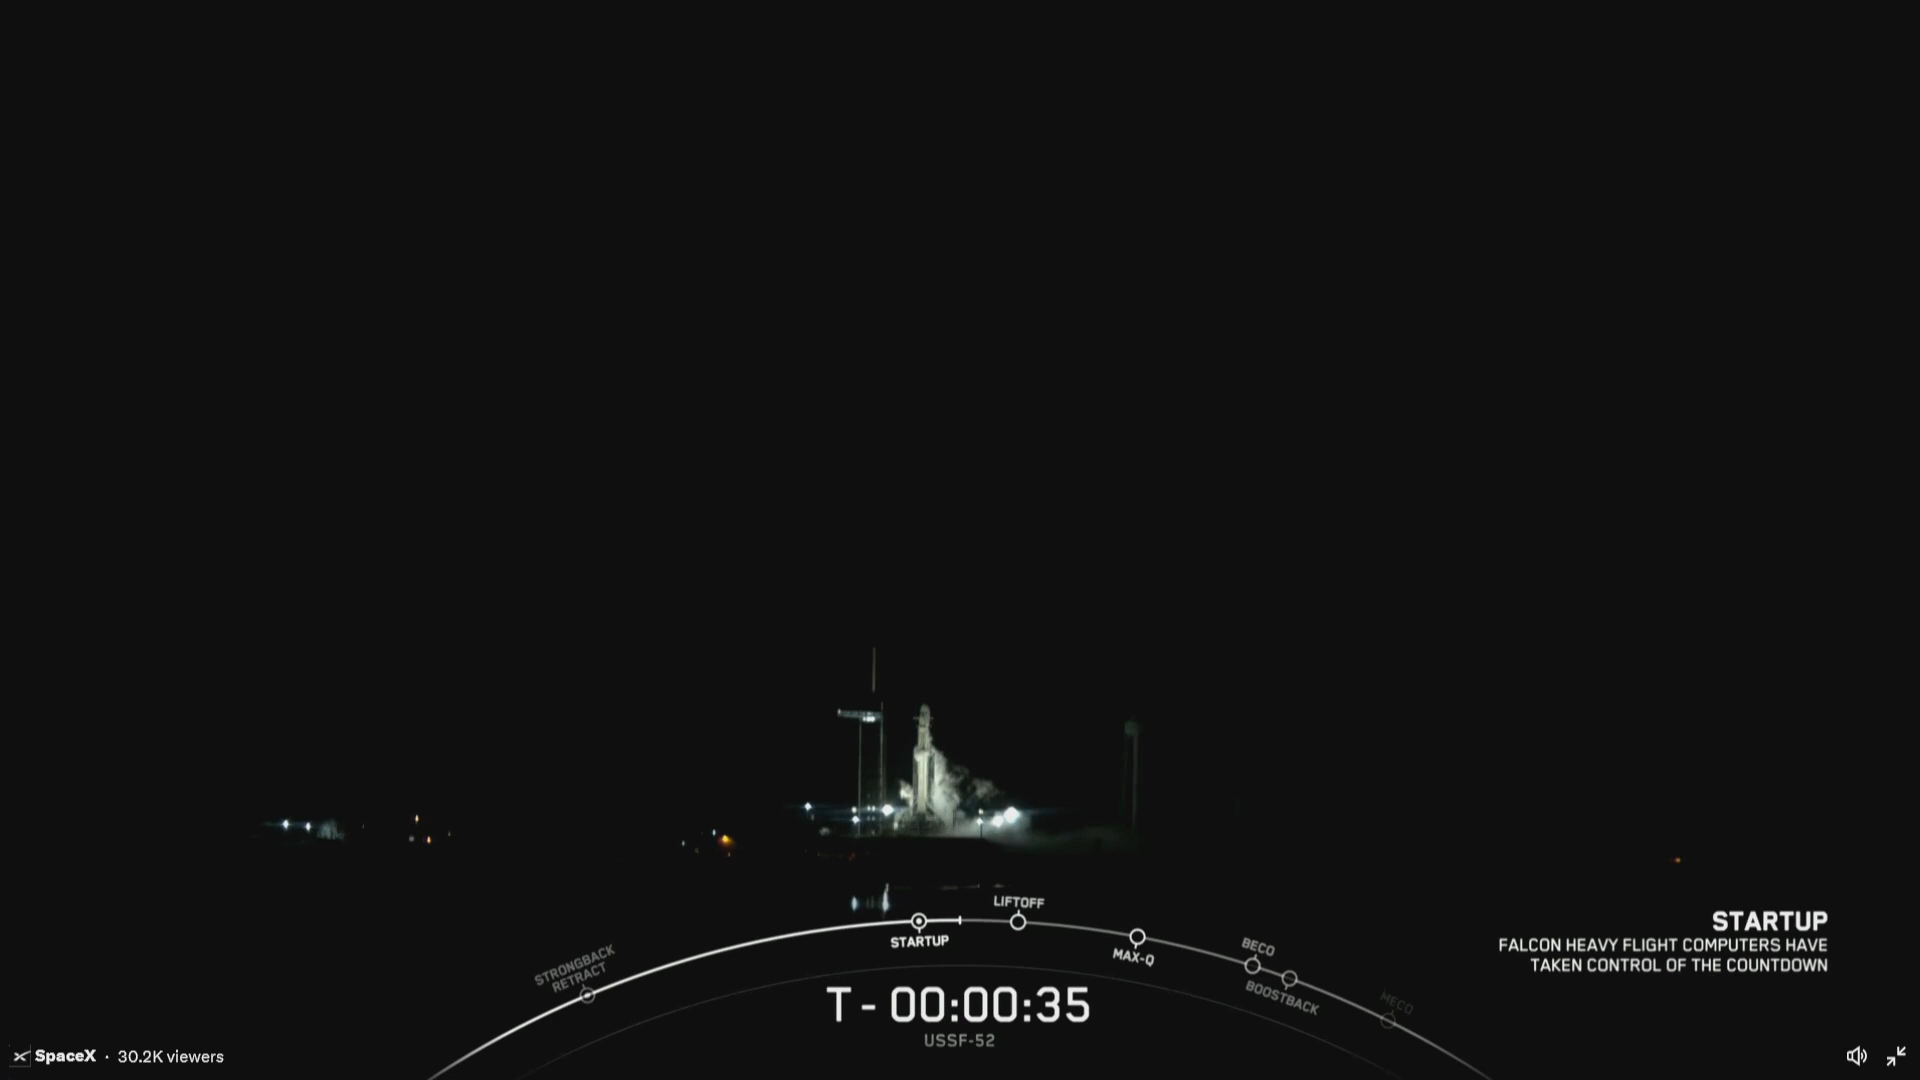 LIFTOFF
STARTUP
MAX-Q
BECO
BOOSTBACK
MECO
STRONGBACK
RETRACT
STARTUP
FALCON HEAVY FLIGHT COMPUTERS HAVE
TAKEN CONTROL OF THE COUNTDOWN
T - 00:00:35
USSF-52
SpaceX · 30.2K viewers